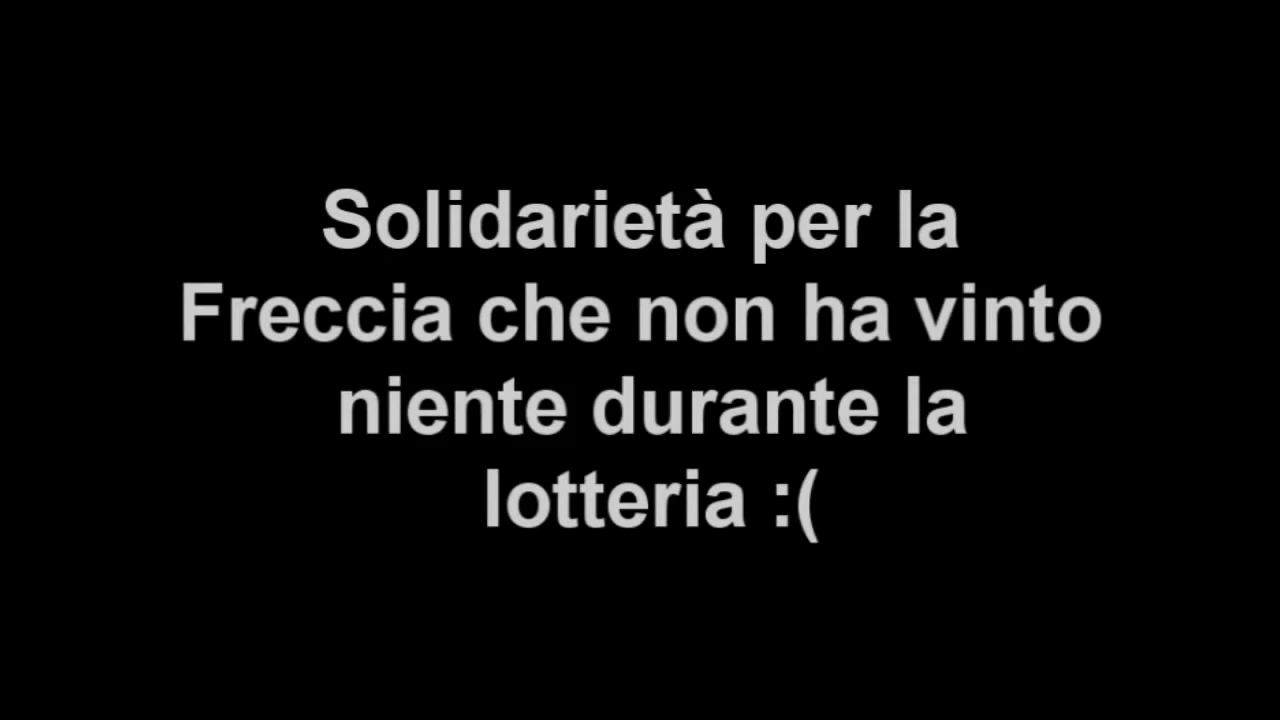 Solidarietà per la
Freccia che non ha vinto
niente durante la
lotteria :(